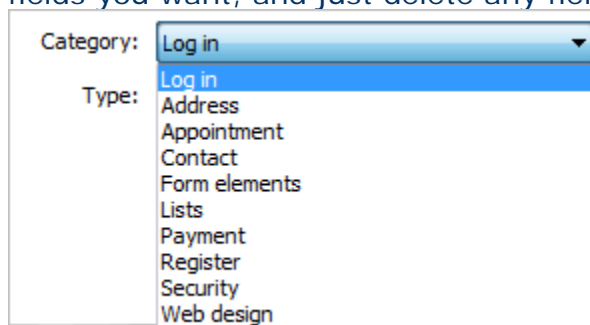 fields you want, and just delete any
Category: Log in
Log in
Type:
Address
Appointment
Contact
Form elements
Lists
Payment
Register
Security
Web design